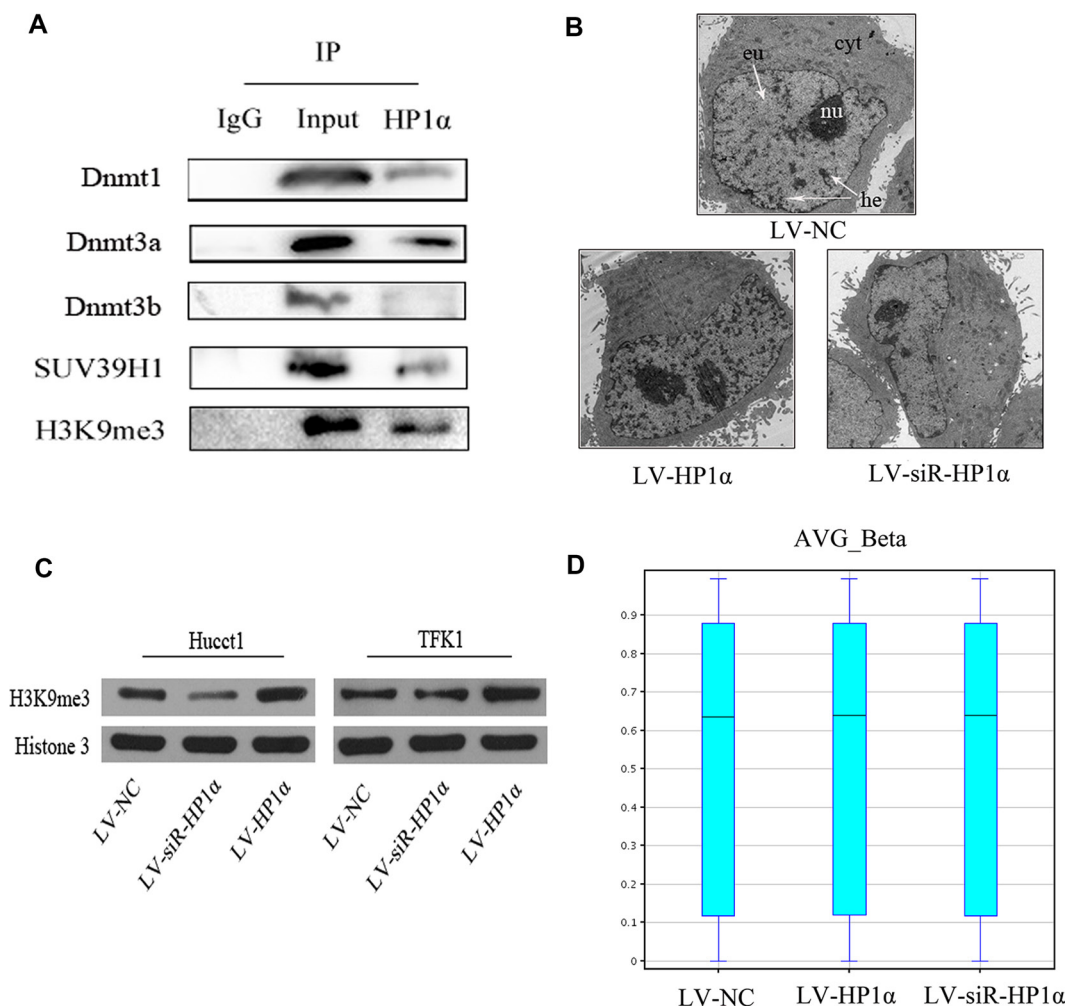 A
IP
IgG Input HP1α
Dnmt1
Dnmt3a
Dnmt3b
SUV39H1
H3K9me3
B
eu
cyt
nu
he
LV-NC
LV-HP1α
LV-siR-HP1α
C
Hucct1
TFK1
H3K9me3
Histone 3
LV-NC
LV-siR-HP1α
LV-HP1α
LV-NC
LV-siR-HP1α
LV-HP1α
D
AVG_Beta
0.9
0.8
0.7
0.6
0.5
0.4
0.3
0.2
0.1
0
LV-NC
LV-HP1α
LV-siR-HP1α